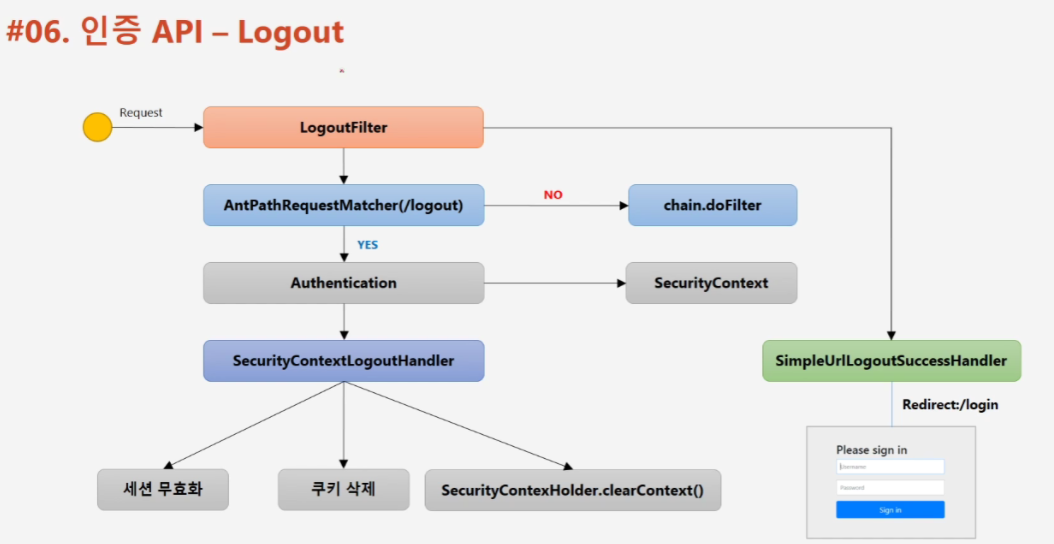 #06. 인증 API – Logout
Request
LogoutFilter
AntPathRequestMatcher(/logout)
NO
chain.doFilter
YES
Authentication
SecurityContext
SecurityContextLogoutHandler
SimpleUrlLogoutSuccessHandler
Redirect:/login
Please sign in
Username
Password
Sign in
세션 무효화
쿠키 삭제
SecurityContexHolder.clearContext()